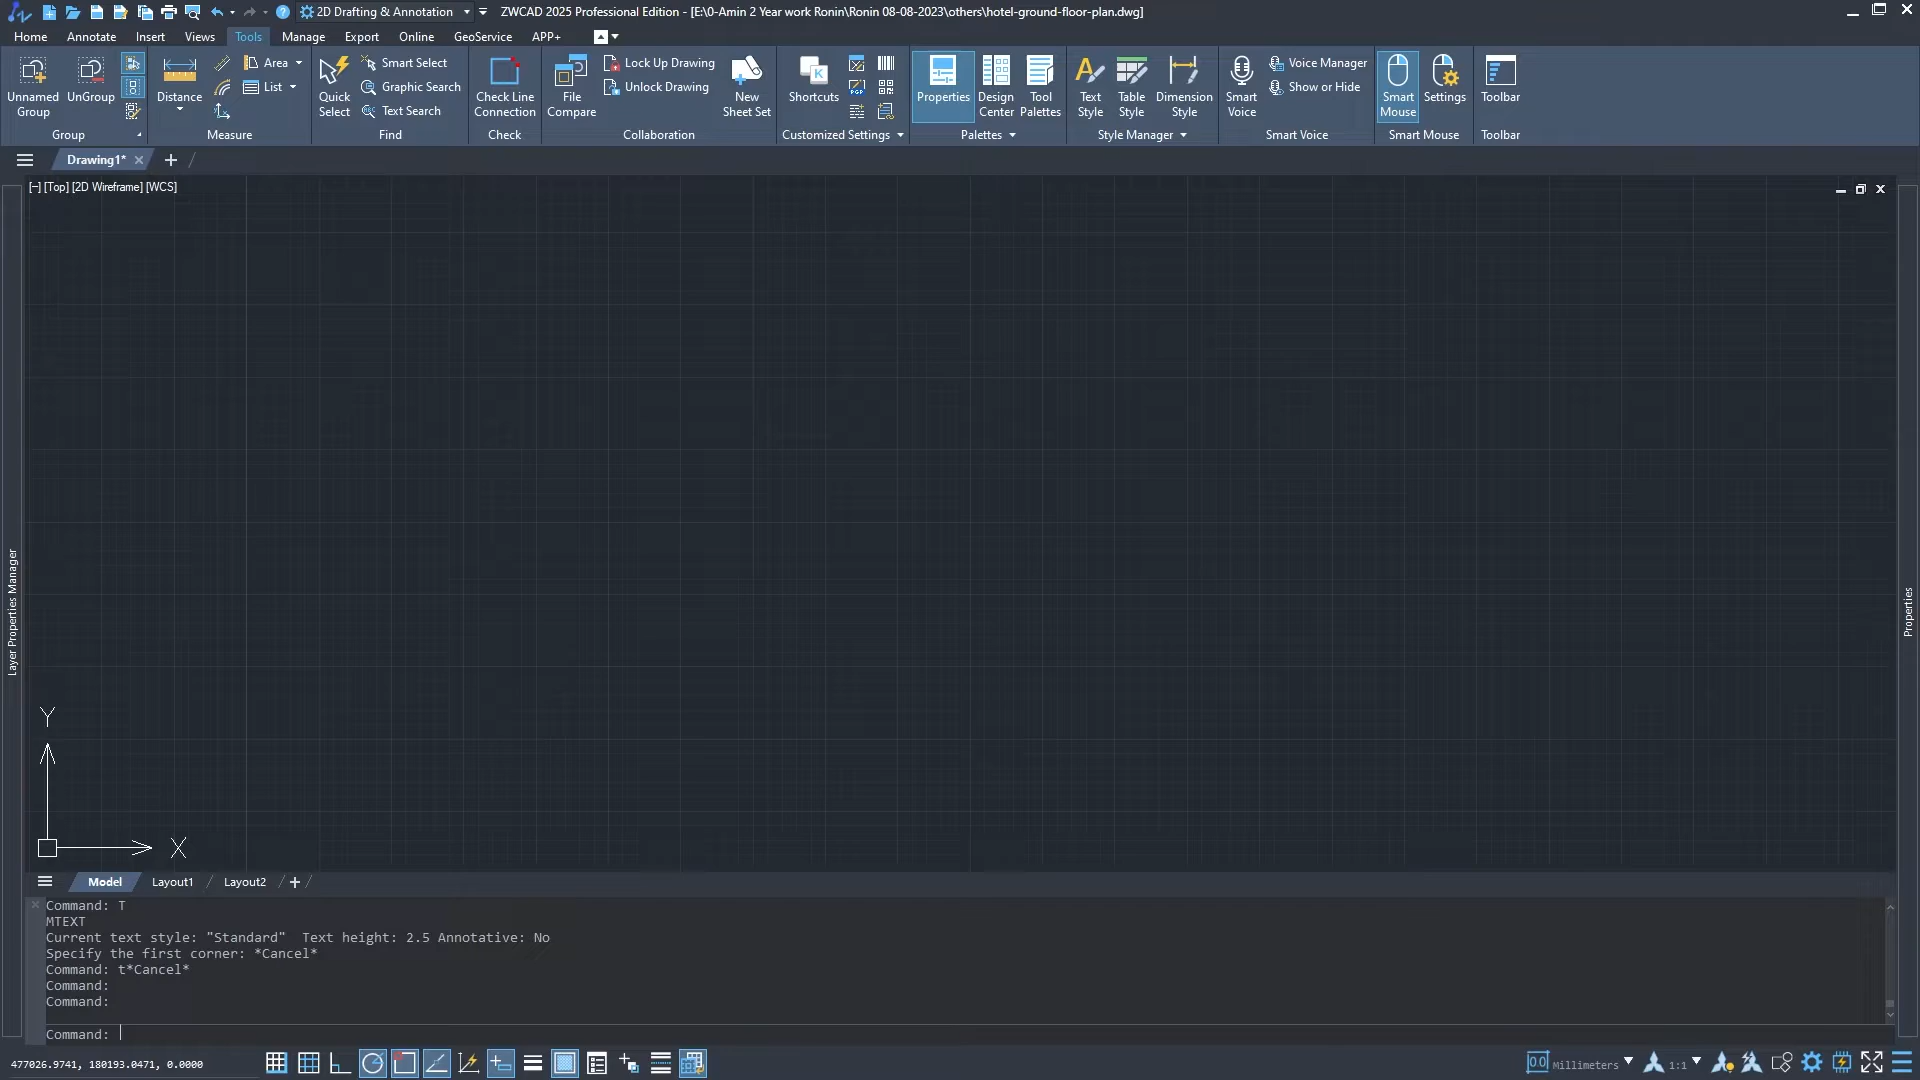 2D Drafting & Annotation
ZWCAD 2025 Professional Edition - [E:\0-Amin 2 Year work Ronin\Ronin 08-08-2023\others\hotel-ground-floor-plan.dwg]
Home Annotate Insert Views Tools Manage Export Online GeoService APP+
Unnamed Group
UnGroup
Group
Distance
Area
List
Measure
Quick Select
Smart Select
Graphic Search
Text Search
Find
Check Line Connection
Check
File Compare
Lock Up Drawing
Unlock Drawing
New Sheet Set
Collaboration
Shortcuts
K
PGP
Customized Settings
Properties
Design Center
Tool Palettes
Palettes
Text Style
Table Style
Dimension Style
Style Manager
Smart Voice
Voice Manager
Show or Hide
Smart Voice
Smart Mouse
Settings
Smart Mouse
Toolbar
Toolbar
Drawing1*
[–] [Top] [2D Wireframe] [WCS]
Layer Properties Manager
Properties
Y
X
Model Layout1 Layout2
Command: T
MTEXT
Current text style: "Standard"  Text height: 2.5 Annotative: No
Specify the first corner: *Cancel*
Command: t*Cancel*
Command:
Command:
Command:
477026.9741, 180193.0471, 0.0000
0.0 Millimeters 1:1